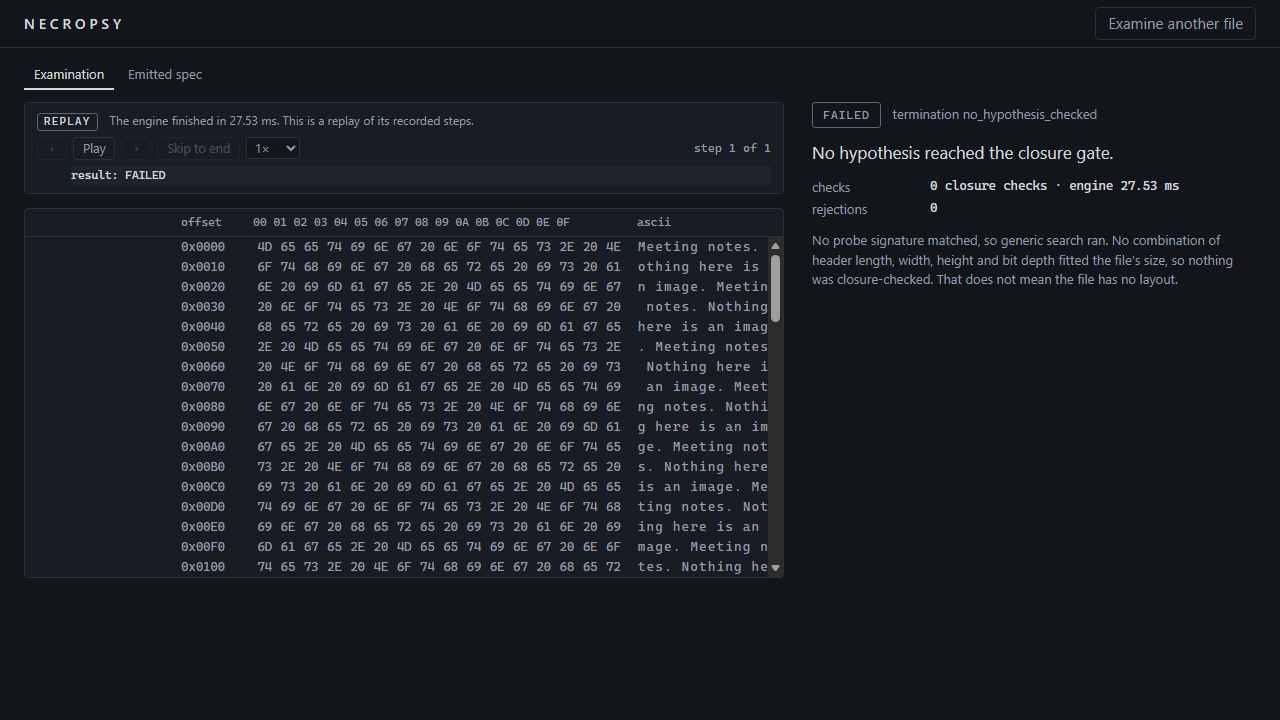 NECROPSY
Examine another file
Examination Emitted spec
REPLAY The engine finished in 27.53 ms. This is a replay of its recorded steps.
‹ Play › Skip to end 1× step 1 of 1
result: FAILED
offset 00 01 02 03 04 05 06 07 08 09 0A 0B 0C 0D 0E 0F ascii
0x0000 4D 65 65 74 69 6E 67 20 6E 6F 74 65 73 2E 20 4E Meeting notes.
0x0010 6F 74 68 69 6E 67 20 68 65 72 65 20 69 73 20 61 othing here is
0x0020 6E 20 69 6D 61 67 65 2E 20 4D 65 65 74 69 6E 67 n image. Meetin
0x0030 20 6E 6F 74 65 73 2E 20 4E 6F 74 68 69 6E 67 20 notes. Nothing
0x0040 68 65 72 65 20 69 73 20 61 6E 20 69 6D 61 67 65 here is an imag
0x0050 2E 20 4D 65 65 74 69 6E 67 20 6E 6F 74 65 73 2E . Meeting notes
0x0060 20 4E 6F 74 68 69 6E 67 20 68 65 72 65 20 69 73 Nothing here i
0x0070 20 61 6E 20 69 6D 61 67 65 2E 20 4D 65 65 74 69 an image. Meet
0x0080 6E 67 20 6E 6F 74 65 73 2E 20 4E 6F 74 68 69 6E ng notes. Nothi
0x0090 67 20 68 65 72 65 20 69 73 20 61 6E 20 69 6D 61 g here is an im
0x00A0 67 65 2E 20 4D 65 65 74 69 6E 67 20 6E 6F 74 65 ge. Meeting not
0x00B0 73 2E 20 4E 6F 74 68 69 6E 67 20 68 65 72 65 20 s. Nothing here
0x00C0 69 73 20 61 6E 20 69 6D 61 67 65 2E 20 4D 65 65 is an image. Me
0x00D0 74 69 6E 67 20 6E 6F 74 65 73 2E 20 4E 6F 74 68 ting notes. Not
0x00E0 69 6E 67 20 68 65 72 65 20 69 73 20 61 6E 20 69 ing here is an
0x00F0 6D 61 67 65 2E 20 4D 65 65 74 69 6E 67 20 6E 6F mage. Meeting n
0x0100 74 65 73 2E 20 4E 6F 74 68 69 6E 67 20 68 65 72 tes. Nothing he
FAILED termination no_hypothesis_checked
No hypothesis reached the closure gate.
checks 0 closure checks · engine 27.53 ms
rejections 0
No probe signature matched, so generic search ran. No combination of
header length, width, height and bit depth fitted the file's size, so nothing
was closure-checked. That does not mean the file has no layout.